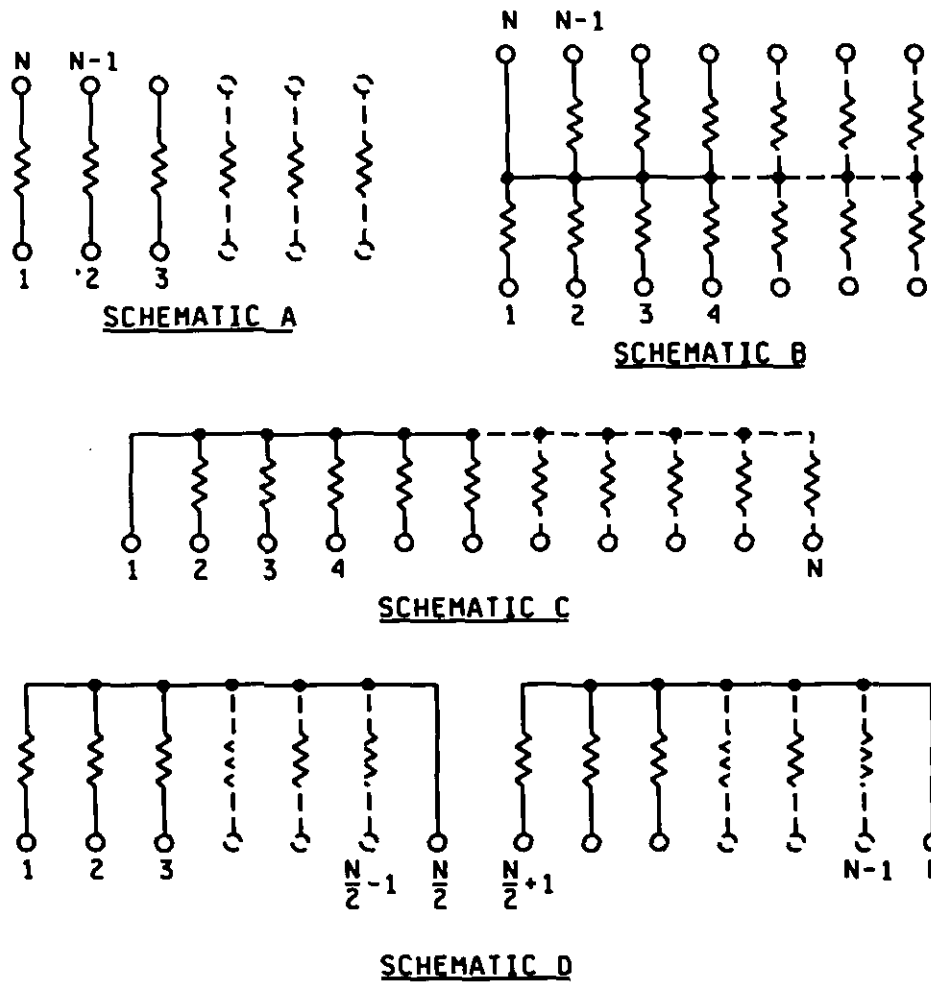 N N-1
1 2 3
SCHEMATIC A
N N-1
1 2 3 4
SCHEMATIC B
1 2 3 4 N
SCHEMATIC C
1 2 3 N/2-1 N/2 N/2+1 N-1
SCHEMATIC D